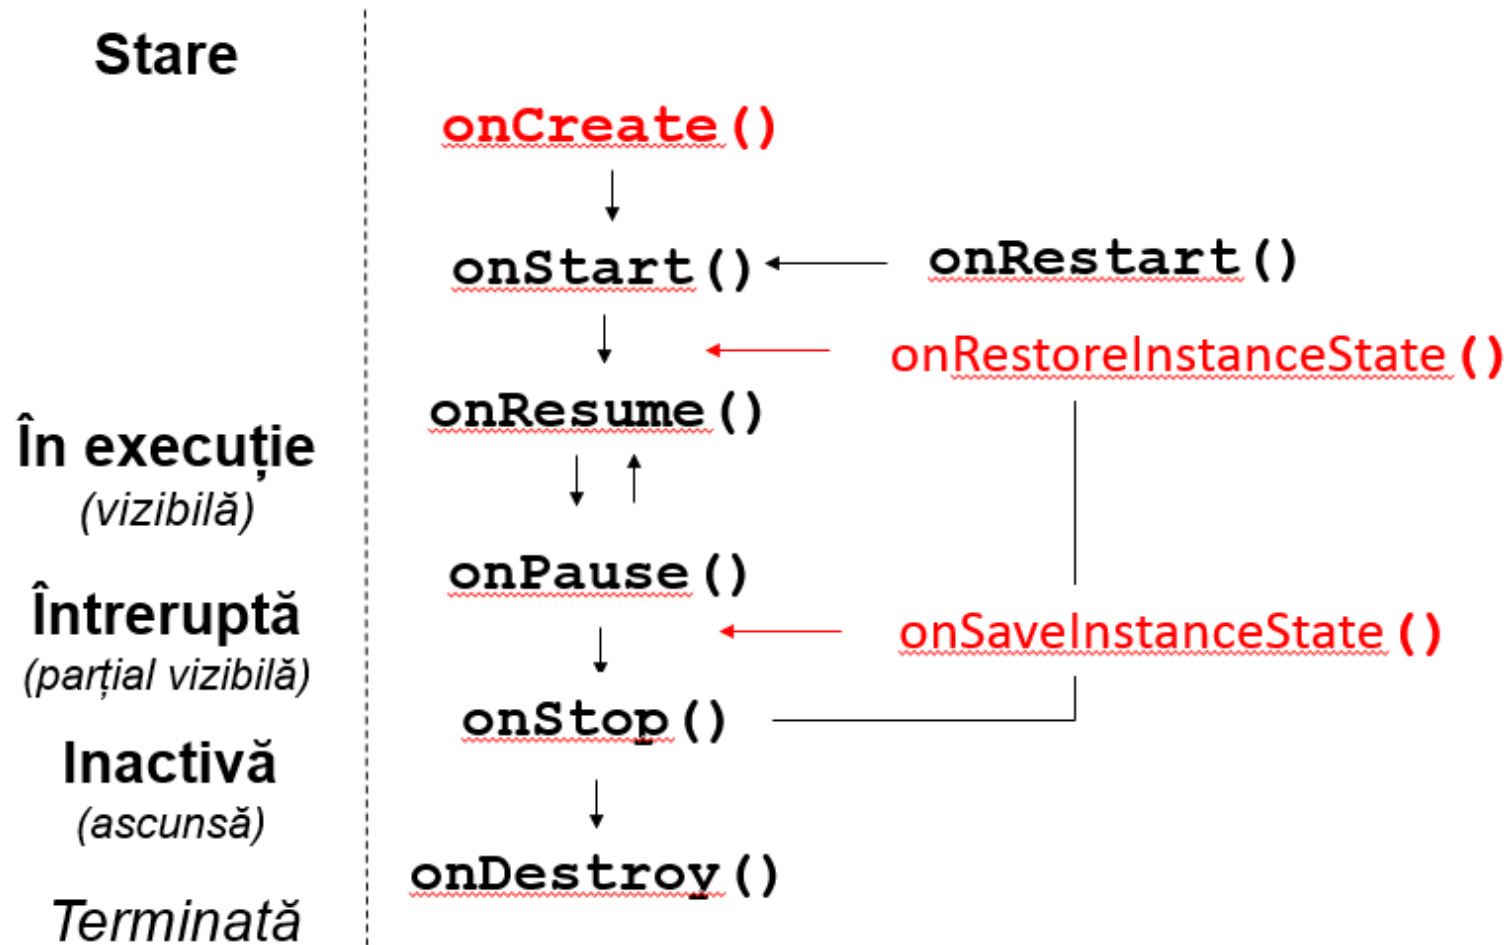 Stare
onCreate()
onStart()
onRestart()
onRestoreInstanceState()
onResume()
În execuție
(vizibilă)
onPause()
Întreruptă
(parțial vizibilă)
onSaveInstanceState()
onStop()
Inactivă
(ascunsă)
onDestroy()
Terminată